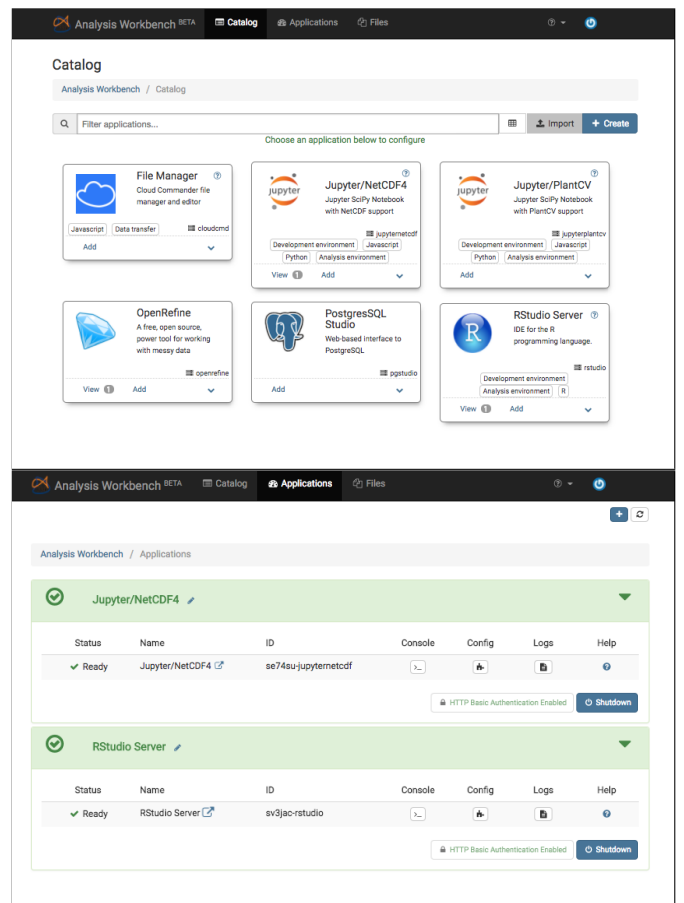 Analysis Workbench BETA Catalog Applications Files
Catalog
Analysis Workbench / Catalog
Filter applications... Import + Create
Choose an application below to configure
File Manager
Cloud Commander file
manager and editor
Javascript Data transfer cloudcmd
Add
jupyter
Jupyter/NetCDF4
Jupyter SciPy Notebook
with NetCDF support
jupyternetcdf
Development environment Javascript
Python Analysis environment
View 1 Add
jupyter
Jupyter/PlantCV
Jupyter SciPy Notebook
with PlantCV support
jupyterplantcv
Development environment Javascript
Python Analysis environment
Add
OpenRefine
A free, open source,
power tool for working
with messy data
openrefine
View 1 Add
PostgresSQL
Studio
Web-based interface to
PostgreSQL
pgstudio
Add
R
RStudio Server
IDE for the R
programming language.
rstudio
Development environment
Analysis environment R
View 1 Add
Analysis Workbench BETA Catalog Applications Files
+
Analysis Workbench / Applications
Jupyter/NetCDF4
Status Name ID Console Config Logs Help
Ready Jupyter/NetCDF4 se74su-jupyternetcdf
HTTP Basic Authentication Enabled Shutdown
RStudio Server
Status Name ID Console Config Logs Help
Ready RStudio Server sv3jac-rstudio
HTTP Basic Authentication Enabled Shutdown